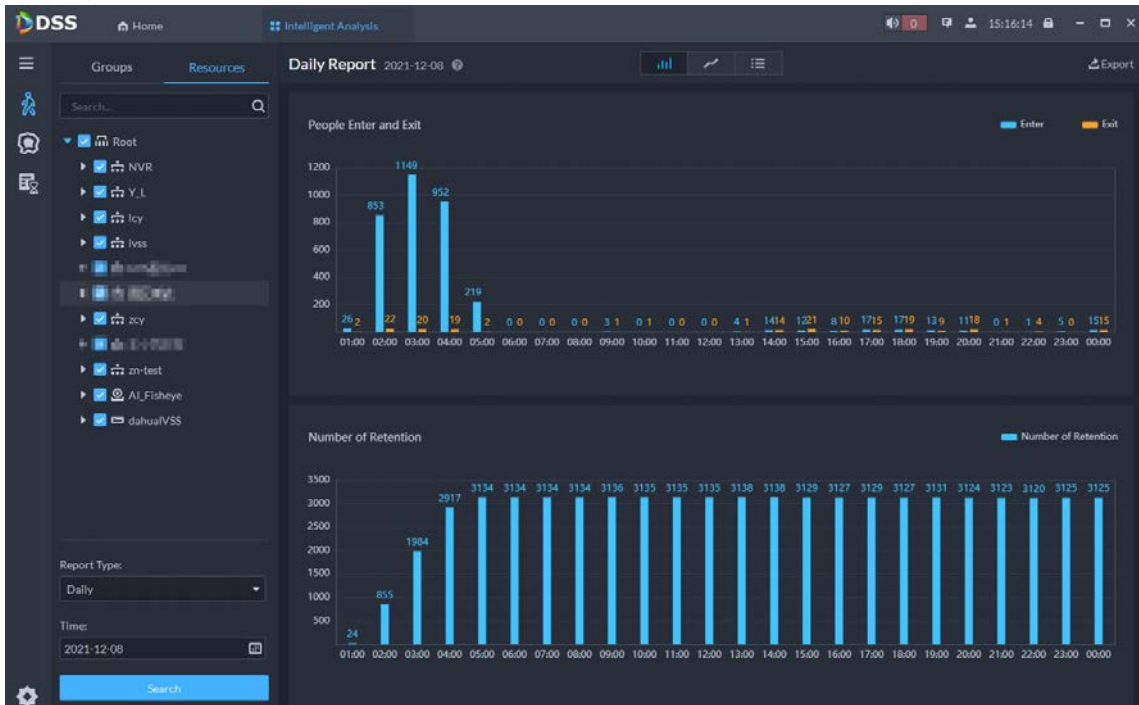 DSS Home Intelligent Analysis 0 15:16:14
Groups Resources
Search...
Root
NVR
Y_L
lcy
ivss
zcy
zn-test
AI_Fisheye
dahuaIVSS
Report Type:
Daily
Time:
2021-12-08
Search
Daily Report 2021-12-08 Export
People Enter and Exit Enter Exit
1200
1000
800
600
400
200
26 853 1149 952 219 0 0 0 3 0 0 0 4 14 12 8 17 17 13 11 0 1 5 15
2 22 20 19 2 0 0 0 1 1 0 0 1 14 21 10 15 19 9 18 1 4 0 15
01:00 02:00 03:00 04:00 05:00 06:00 07:00 08:00 09:00 10:00 11:00 12:00 13:00 14:00 15:00 16:00 17:00 18:00 19:00 20:00 21:00 22:00 23:00 00:00
Number of Retention Number of Retention
3500
3000
2500
2000
1500
1000
500
24 855 1984 2917 3134 3134 3134 3134 3136 3135 3135 3135 3138 3138 3129 3127 3129 3127 3131 3124 3123 3120 3125 3125
01:00 02:00 03:00 04:00 05:00 06:00 07:00 08:00 09:00 10:00 11:00 12:00 13:00 14:00 15:00 16:00 17:00 18:00 19:00 20:00 21:00 22:00 23:00 00:00